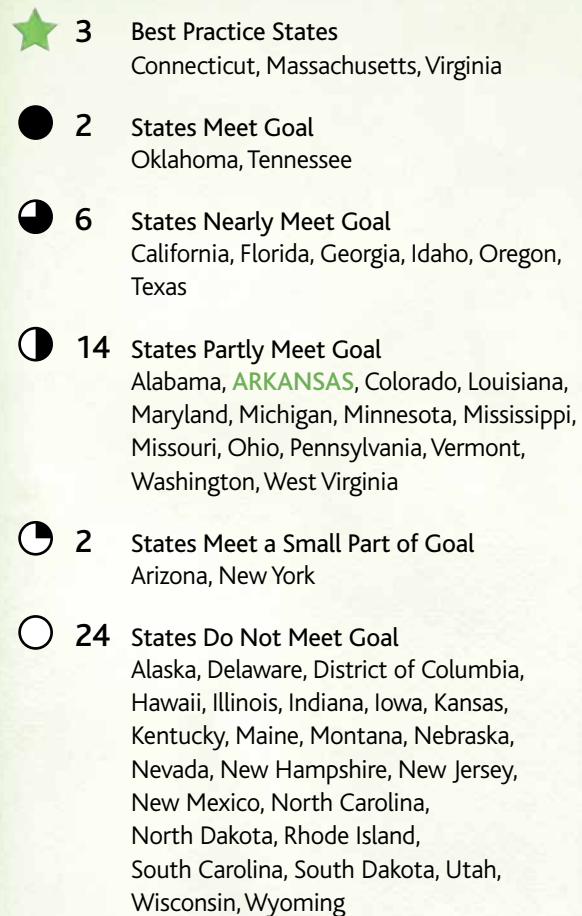 3 Best Practice States
Connecticut, Massachusetts, Virginia
2 States Meet Goal
Oklahoma, Tennessee
6 States Nearly Meet Goal
California, Florida, Georgia, Idaho, Oregon,
Texas
14 States Partly Meet Goal
Alabama, ARKANSAS, Colorado, Louisiana,
Maryland, Michigan, Minnesota, Mississippi,
Missouri, Ohio, Pennsylvania, Vermont,
Washington, West Virginia
2 States Meet a Small Part of Goal
Arizona, New York
24 States Do Not Meet Goal
Alaska, Delaware, District of Columbia,
Hawaii, Illinois, Indiana, Iowa, Kansas,
Kentucky, Maine, Montana, Nebraska,
Nevada, New Hampshire, New Jersey,
New Mexico, North Carolina,
North Dakota, Rhode Island,
South Carolina, South Dakota, Utah,
Wisconsin, Wyoming